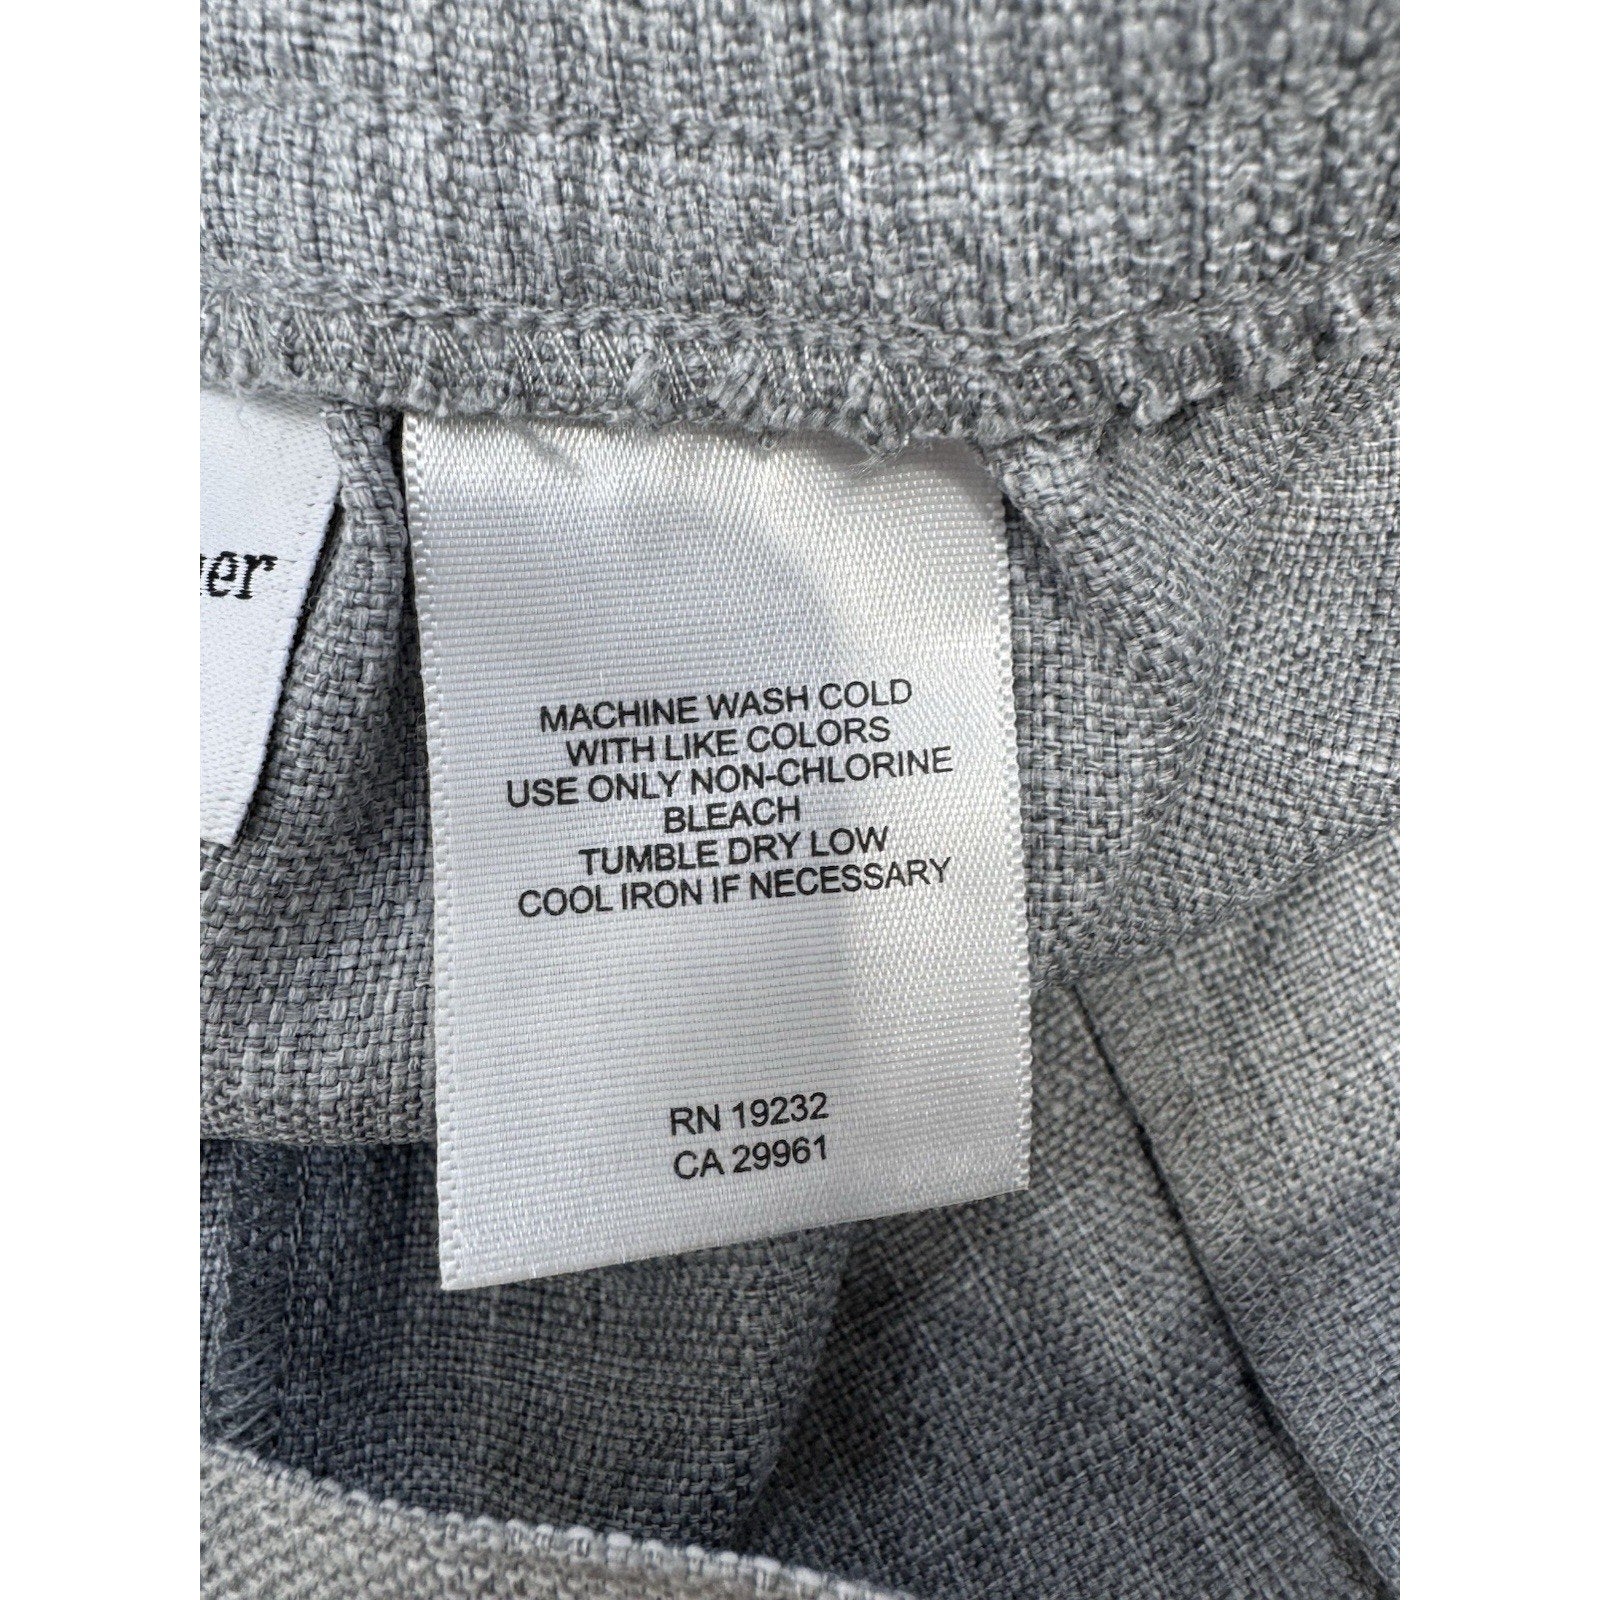 MACHINE WASH COLD
WITH LIKE COLORS
USE ONLY NON-CHLORINE
BLEACH
TUMBLE DRY LOW
COOL IRON IF NECESSARY
RN 19232
CA 29961